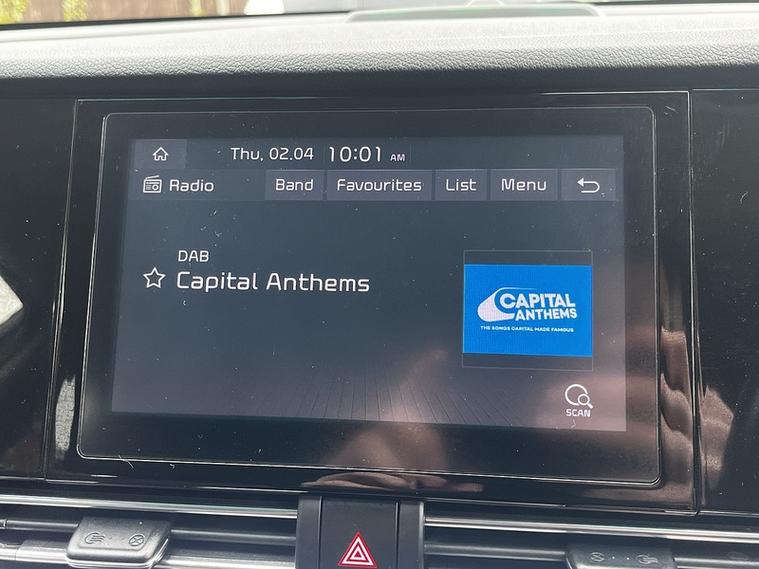 Thu, 02.04 10:01 AM
Radio Band Favourites List Menu
DAB
Capital Anthems
CAPITAL
ANTHEMS
THE SONGS CAPITAL MADE FAMOUS
SCAN